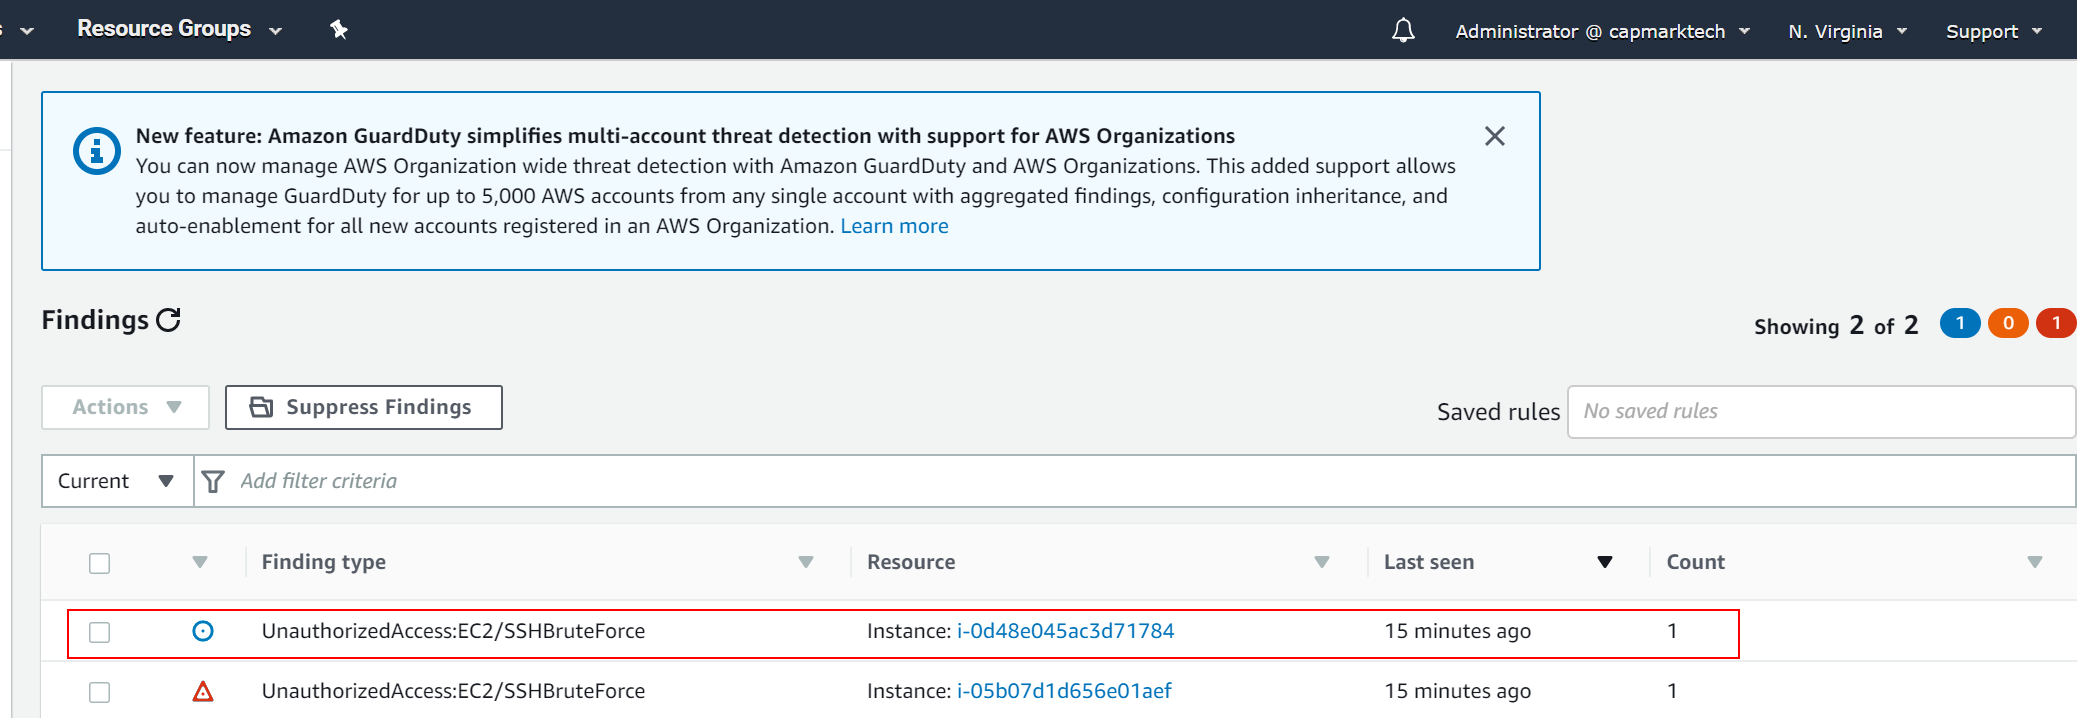 Resource Groups
Administrator @ capmarktech
N. Virginia
Support
New feature: Amazon GuardDuty simplifies multi-account threat detection with support for AWS Organizations
You can now manage AWS Organization wide threat detection with Amazon GuardDuty and AWS Organizations. This added support allows
you to manage GuardDuty for up to 5,000 AWS accounts from any single account with aggregated findings, configuration inheritance, and
auto-enablement for all new accounts registered in an AWS Organization. Learn more
Findings
Showing 2 of 2 1 0 1
Actions
Suppress Findings
Saved rules No saved rules
Current Add filter criteria
Finding type Resource Last seen Count
UnauthorizedAccess:EC2/SSHBruteForce Instance: i-0d48e045ac3d71784 15 minutes ago 1
UnauthorizedAccess:EC2/SSHBruteForce Instance: i-05b07d1d656e01aef 15 minutes ago 1